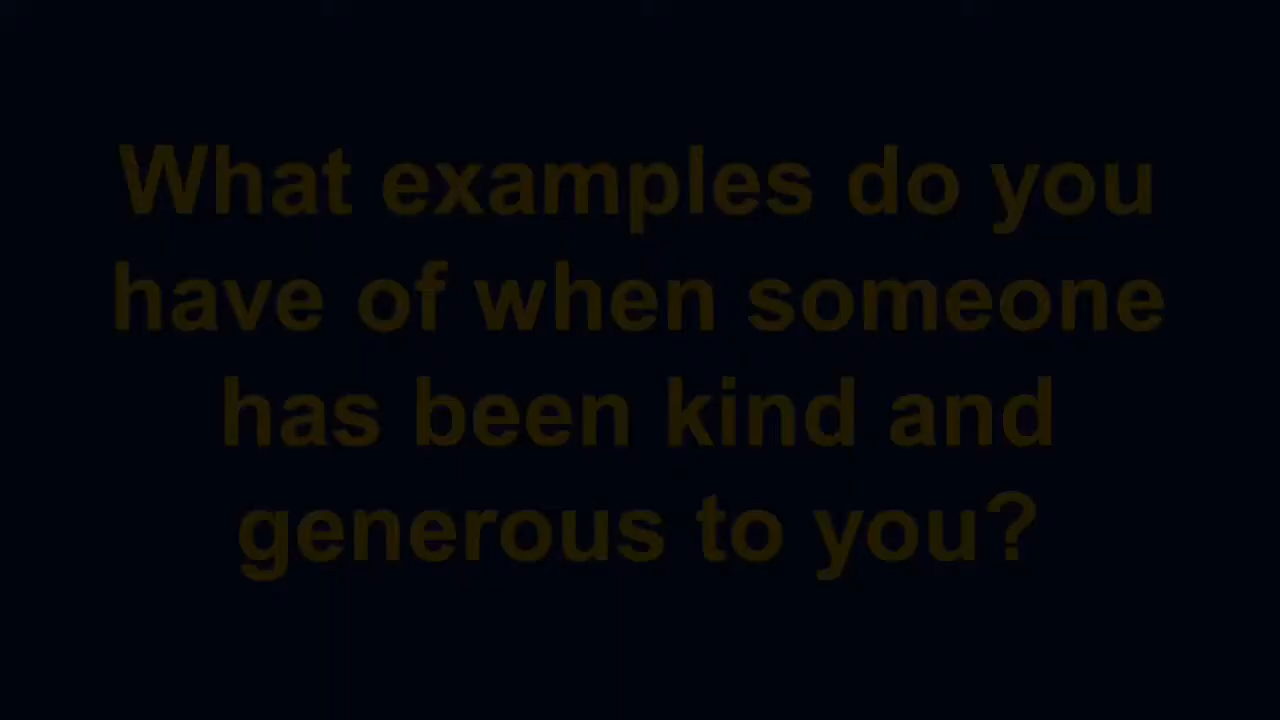 What examples do you
have of when someone
has been kind and
generous to you?